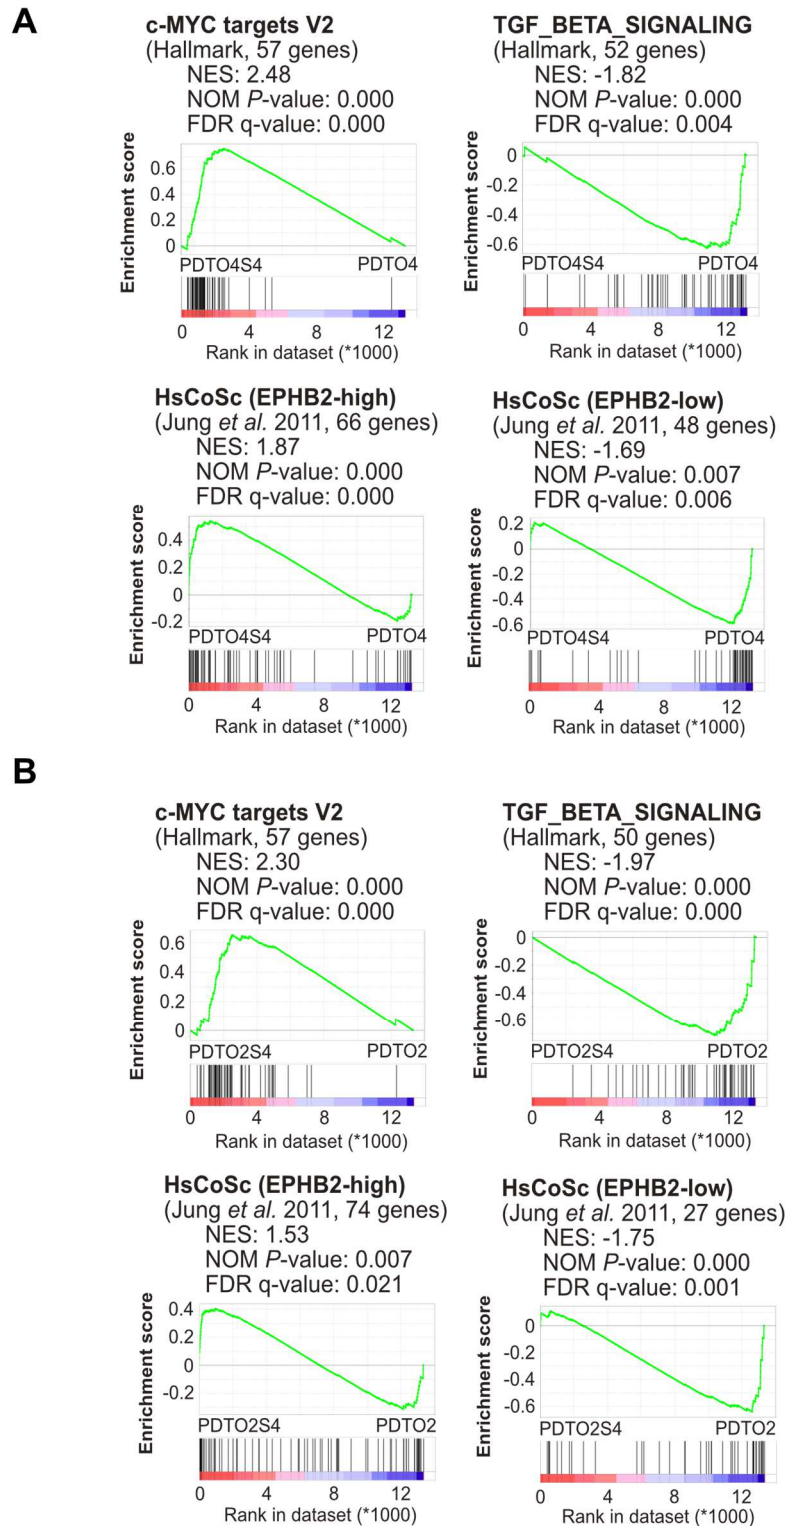 A
c-MYC targets V2
(Hallmark, 57 genes)
NES: 2.48
NOM P-value: 0.000
FDR q-value: 0.000
Enrichment score
0.6
0.4
0.2
0
PDTO4S4 PDTO4
0 4 8 12
Rank in dataset (*1000)
TGF_BETA_SIGNALING
(Hallmark, 52 genes)
NES: -1.82
NOM P-value: 0.000
FDR q-value: 0.004
Enrichment score
0
-0.2
-0.4
-0.6
PDTO4S4 PDTO4
0 4 8 12
Rank in dataset (*1000)
HsCoSc (EPHB2-high)
(Jung et al. 2011, 66 genes)
NES: 1.87
NOM P-value: 0.000
FDR q-value: 0.000
Enrichment score
0.4
0.2
0
-0.2
PDTO4S4 PDTO4
0 4 8 12
Rank in dataset (*1000)
HsCoSc (EPHB2-low)
(Jung et al. 2011, 48 genes)
NES: -1.69
NOM P-value: 0.007
FDR q-value: 0.006
Enrichment score
0.2
0
-0.2
-0.4
-0.6
PDTO4S4 PDTO4
0 4 8 12
Rank in dataset (*1000)
B
c-MYC targets V2
(Hallmark, 57 genes)
NES: 2.30
NOM P-value: 0.000
FDR q-value: 0.000
Enrichment score
0.6
0.4
0.2
0
PDTO2S4 PDTO2
0 4 8 12
Rank in dataset (*1000)
TGF_BETA_SIGNALING
(Hallmark, 50 genes)
NES: -1.97
NOM P-value: 0.000
FDR q-value: 0.000
Enrichment score
0
-0.2
-0.4
-0.6
PDTO2S4 PDTO2
0 4 8 12
Rank in dataset (*1000)
HsCoSc (EPHB2-high)
(Jung et al. 2011, 74 genes)
NES: 1.53
NOM P-value: 0.007
FDR q-value: 0.021
Enrichment score
0.4
0.2
0
-0.2
PDTO2S4 PDTO2
0 4 8 12
Rank in dataset (*1000)
HsCoSc (EPHB2-low)
(Jung et al. 2011, 27 genes)
NES: -1.75
NOM P-value: 0.000
FDR q-value: 0.001
Enrichment score
0
-0.2
-0.4
-0.6
PDTO2S4 PDTO2
0 4 8 12
Rank in dataset (*1000)